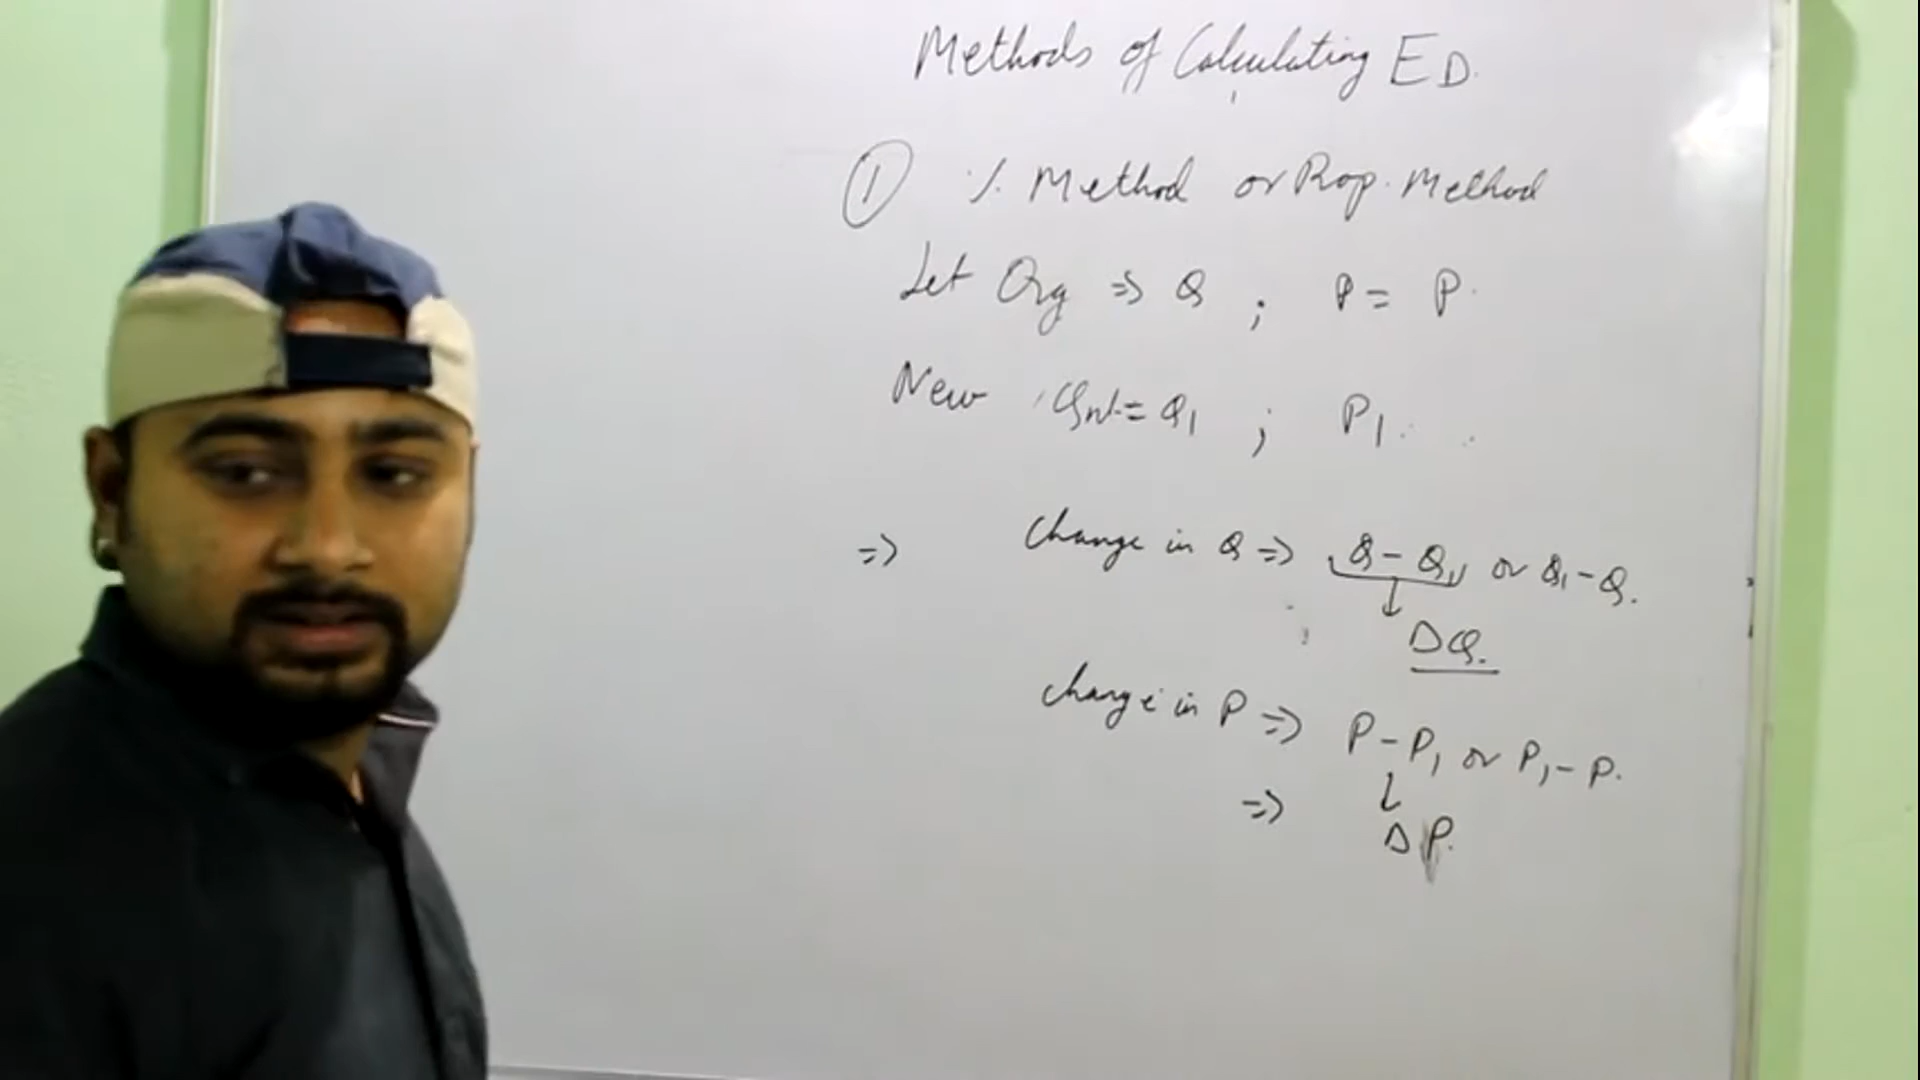 Methods of Calculating ED.
① % Method or Prop. Method
Let Org => Q ; P = P.
New Qnt = Q1 ; P1.
=> Change in Q => Q - Q1 or Q1 - Q.
↓
ΔQ.
Change in P => P - P1 or P1 - P.
↓
=> ΔP.